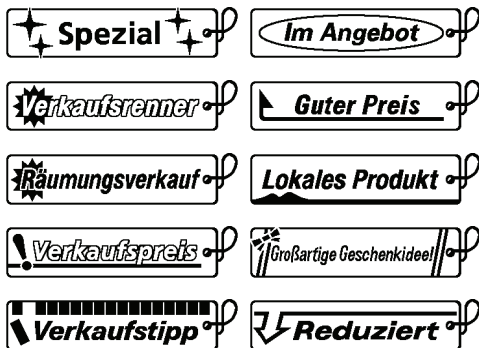 Spezial
Im Angebot
Verkaufsrenner
Guter Preis
Räumungsverkauf
Lokales Produkt
Verkaufspreis
Großartige Geschenkidee!
Verkaufstipp
Reduziert